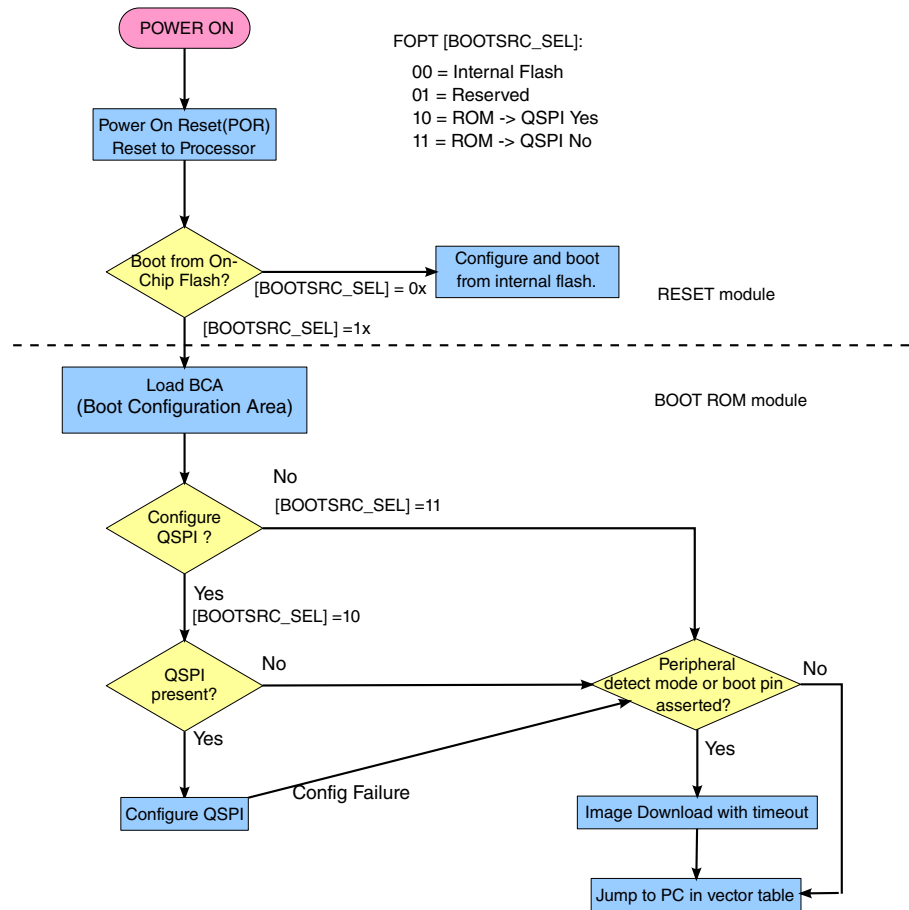 POWER ON
FOPT [BOOTSRC_SEL]:
00 = Internal Flash
01 = Reserved
10 = ROM -> QSPI Yes
11 = ROM -> QSPI No
Power On Reset(POR)
Reset to Processor
Boot from On-
Chip Flash?
[BOOTSRC_SEL] = 0x
Configure and boot
from internal flash.
RESET module
[BOOTSRC_SEL] =1x
Load BCA
(Boot Configuration Area)
BOOT ROM module
No
[BOOTSRC_SEL] =11
Configure
QSPI ?
Yes
[BOOTSRC_SEL] =10
QSPI
present?
No
Peripheral
detect mode or boot pin
asserted?
No
Yes
Yes
Config Failure
Configure QSPI
Image Download with timeout
Jump to PC in vector table